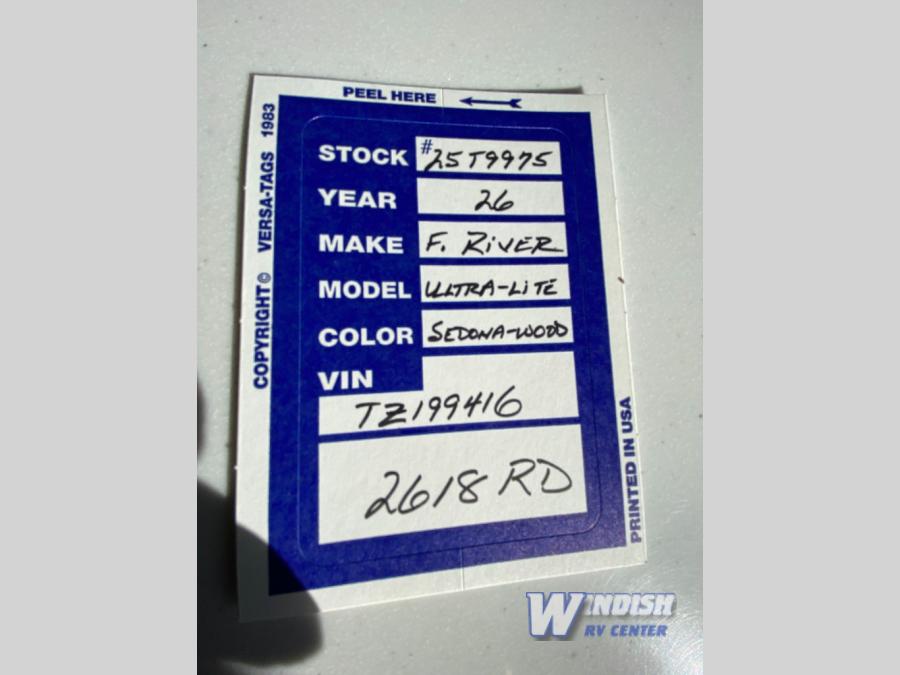 PEEL HERE
COPYRIGHT © VERSA-TAGS 1983
STOCK #25T9975
YEAR 26
MAKE F. RIVER
MODEL ULTRA-LITE
COLOR SEDONA-WOOD
VIN
TZ199416
2618 RD
PRINTED IN USA
WINDISH
RV CENTER